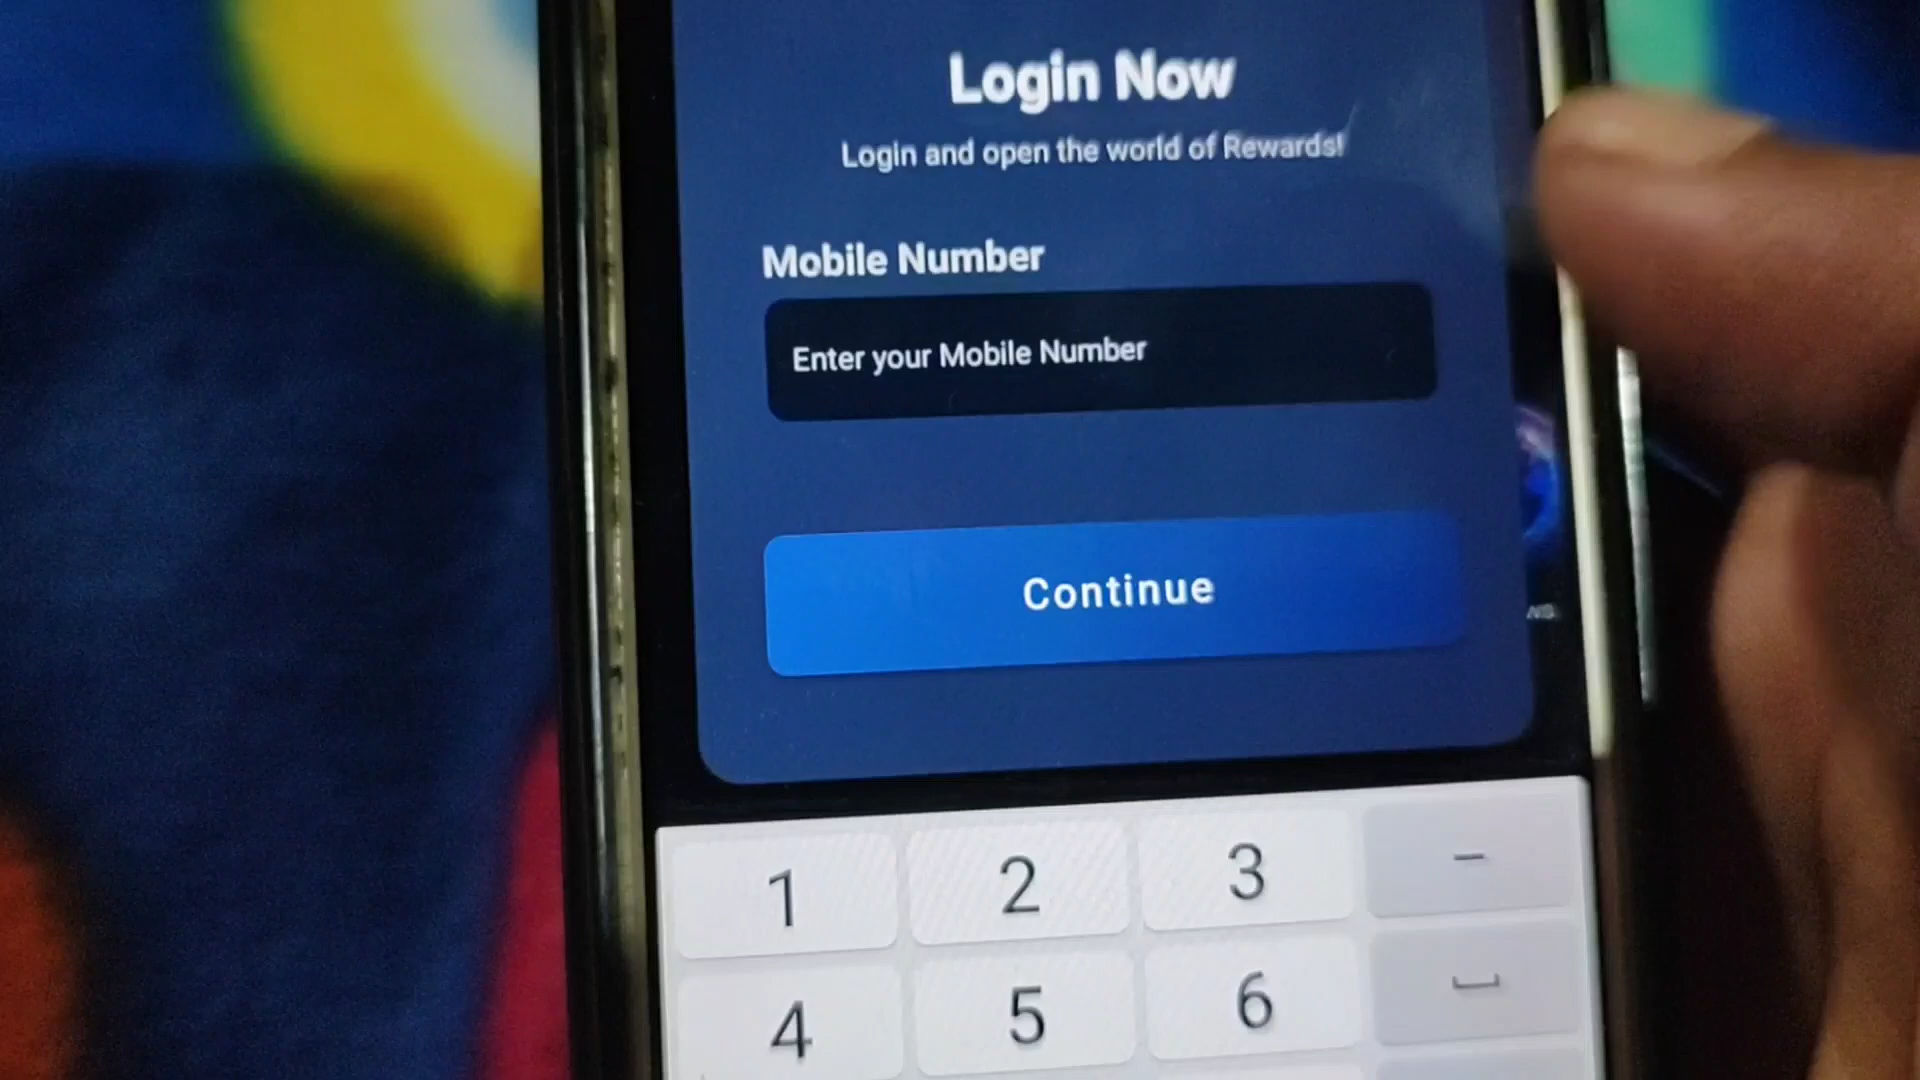 Login Now
Login and open the world of Rewards!
Mobile Number
Enter your Mobile Number
Continue
1 2 3 -
4 5 6